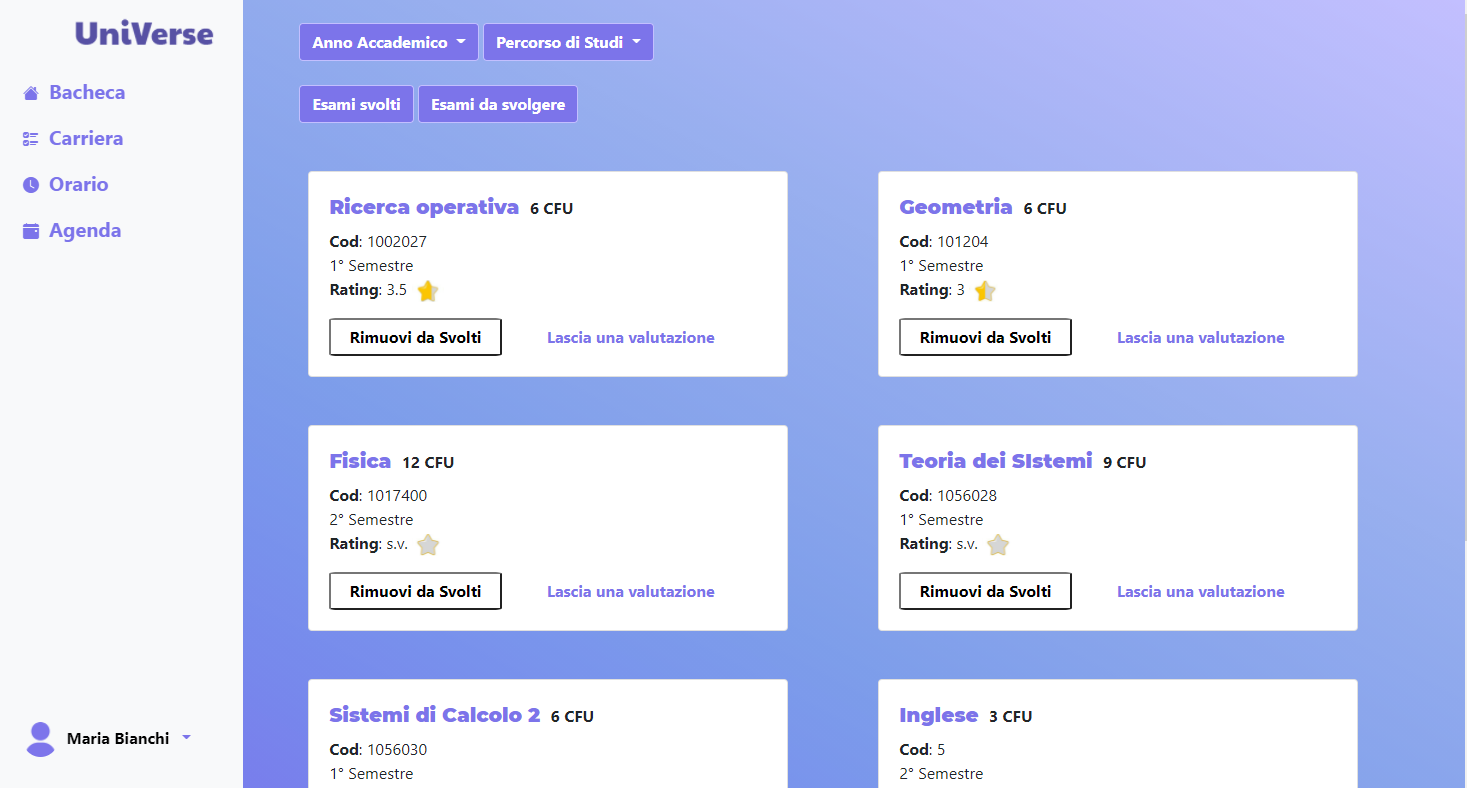 UniVerse
Bacheca
Carriera
Orario
Agenda
Maria Bianchi
Anno Accademico
Percorso di Studi
Esami svolti
Esami da svolgere
Ricerca operativa 6 CFU
Cod: 1002027
1° Semestre
Rating: 3.5
Rimuovi da Svolti
Lascia una valutazione
Geometria 6 CFU
Cod: 101204
1° Semestre
Rating: 3
Rimuovi da Svolti
Lascia una valutazione
Fisica 12 CFU
Cod: 1017400
2° Semestre
Rating: s.v.
Rimuovi da Svolti
Lascia una valutazione
Teoria dei SIstemi 9 CFU
Cod: 1056028
1° Semestre
Rating: s.v.
Rimuovi da Svolti
Lascia una valutazione
Sistemi di Calcolo 2 6 CFU
Cod: 1056030
1° Semestre
Inglese 3 CFU
Cod: 5
2° Semestre